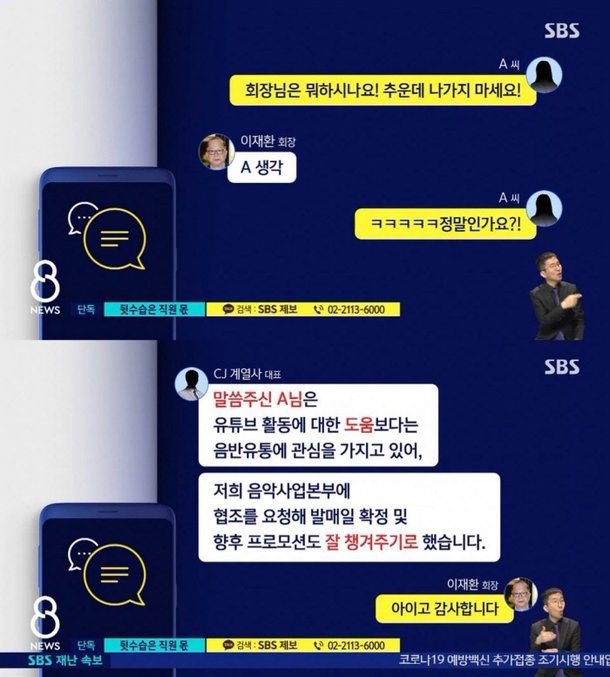 SBS
A 씨
회장님은 뭐하시나요! 추운데 나가지 마세요!
이재환 회장
A 생각
A 씨
ㅋㅋㅋㅋㅋ정말인가요?!
8
NEWS
단독
뒷수습은 직원 몫
검색 : SBS 제보
02-2113-6000
SBS
CJ 계열사 대표
말씀주신 A님은
유튜브 활동에 대한 도움보다는
음반유통에 관심을 가지고 있어,
저희 음악사업본부에
협조를 요청해 발매일 확정 및
향후 프로모션도 잘 챙겨주기로 했습니다.
이재환 회장
아이고 감사합니다
8
NEWS
단독
뒷수습은 직원 몫
검색 : SBS 제보
02-2113-6000
SBS 재난 속보
코로나19 예방백신 추가접종 조기시행 안내